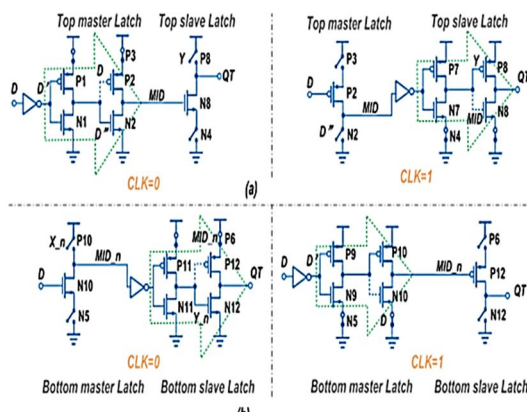 Top master Latch
Top slave Latch
Top master Latch
Top slave Latch
D
D'
P1
N1
D
P3
P2
N2
D''
MID
Y
P8
N8
N4
QT
CLK=0
D
P3
P2
MID
D''
N2
P7
N7
N4
Y
P8
MID
N8
QT
CLK=1
(a)
X_n
P10
D
N10
N5
MID_n
P11
N11
MID_n
P6
P12
Y_n
N12
QT
CLK=0
D
D'
P9
N9
N5
P10
N10
D
MID_n
P6
P12
N12
QT
CLK=1
Bottom master Latch
Bottom slave Latch
Bottom master Latch
Bottom slave Latch